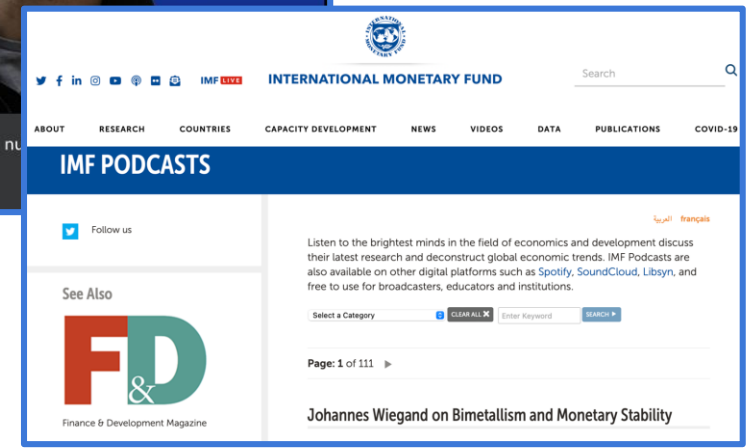 INTERNATIONAL MONETARY FUND
IMF LIVE
INTERNATIONAL MONETARY FUND
Search
ABOUT RESEARCH COUNTRIES CAPACITY DEVELOPMENT NEWS VIDEOS DATA PUBLICATIONS COVID-19
nu
IMF PODCASTS
العربية français
Follow us
Listen to the brightest minds in the field of economics and development discuss
their latest research and deconstruct global economic trends. IMF Podcasts are
also available on other digital platforms such as Spotify, SoundCloud, Libsyn, and
free to use for broadcasters, educators and institutions.
See Also
Select a Category CLEAR ALL Enter Keyword SEARCH
F&D
Page: 1 of 111
Finance & Development Magazine
Johannes Wiegand on Bimetallism and Monetary Stability